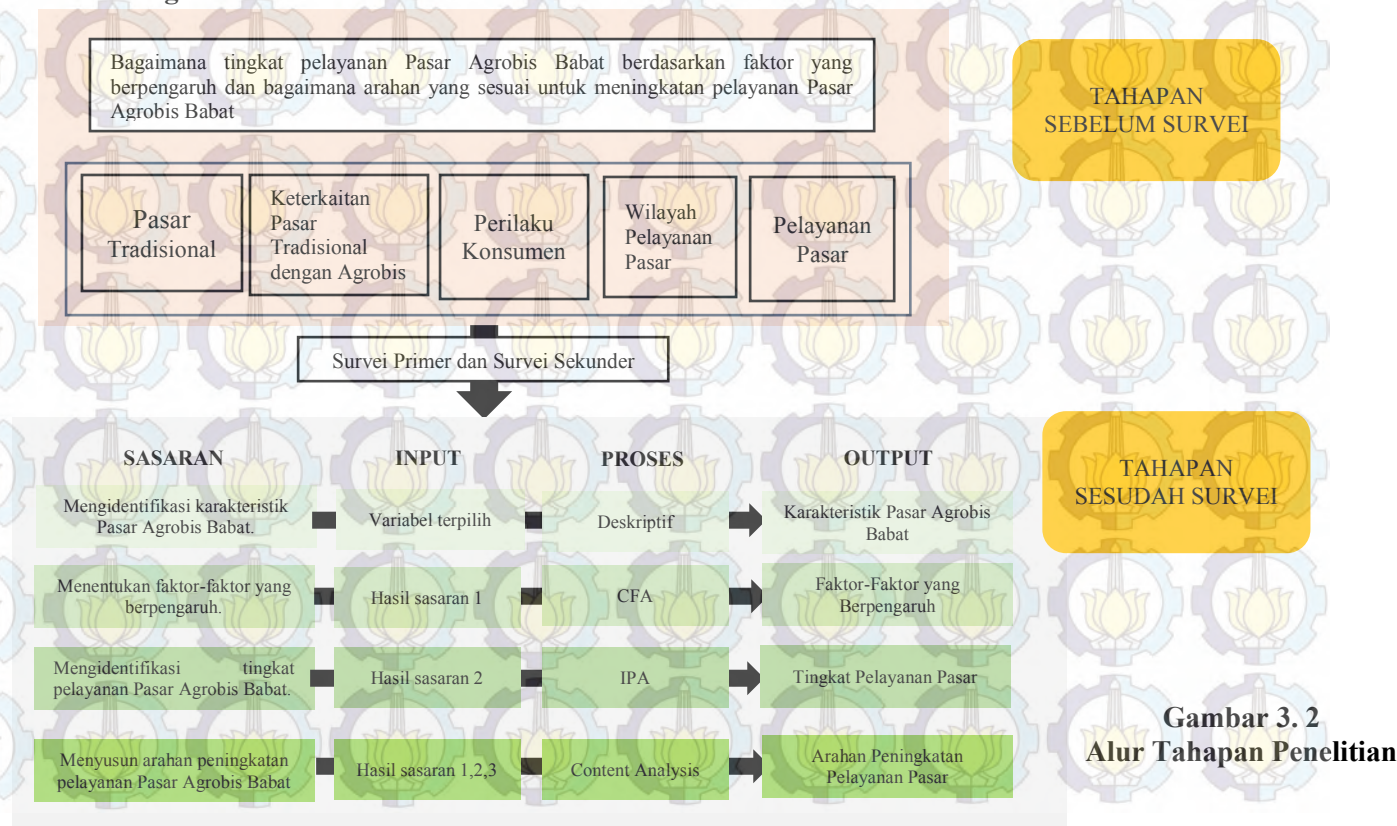 Bagaimana tingkat pelayanan Pasar Agrobis Babat berdasarkan faktor yang
berpengaruh dan bagaimana arahan yang sesuai untuk meningkatan pelayanan Pasar
Agrobis Babat
TAHAPAN
SEBELUM SURVEI
Pasar
Tradisional
Keterkaitan
Pasar
Tradisional
dengan Agrobis
Perilaku
Konsumen
Wilayah
Pelayanan
Pasar
Pelayanan
Pasar
Survei Primer dan Survei Sekunder
TAHAPAN
SESUDAH SURVEI
SASARAN
INPUT
PROSES
OUTPUT
Mengidentifikasi karakteristik
Pasar Agrobis Babat.
Variabel terpilih
Deskriptif
Karakteristik Pasar Agrobis
Babat
Menentukan faktor-faktor yang
berpengaruh.
Hasil sasaran 1
CFA
Faktor-Faktor yang
Berpengaruh
Mengidentifikasi tingkat
pelayanan Pasar Agrobis Babat.
Hasil sasaran 2
IPA
Tingkat Pelayanan Pasar
Menyusun arahan peningkatan
pelayanan Pasar Agrobis Babat
Hasil sasaran 1,2,3
Content Analysis
Arahan Peningkatan
Pelayanan Pasar
Gambar 3. 2
Alur Tahapan Penelitian